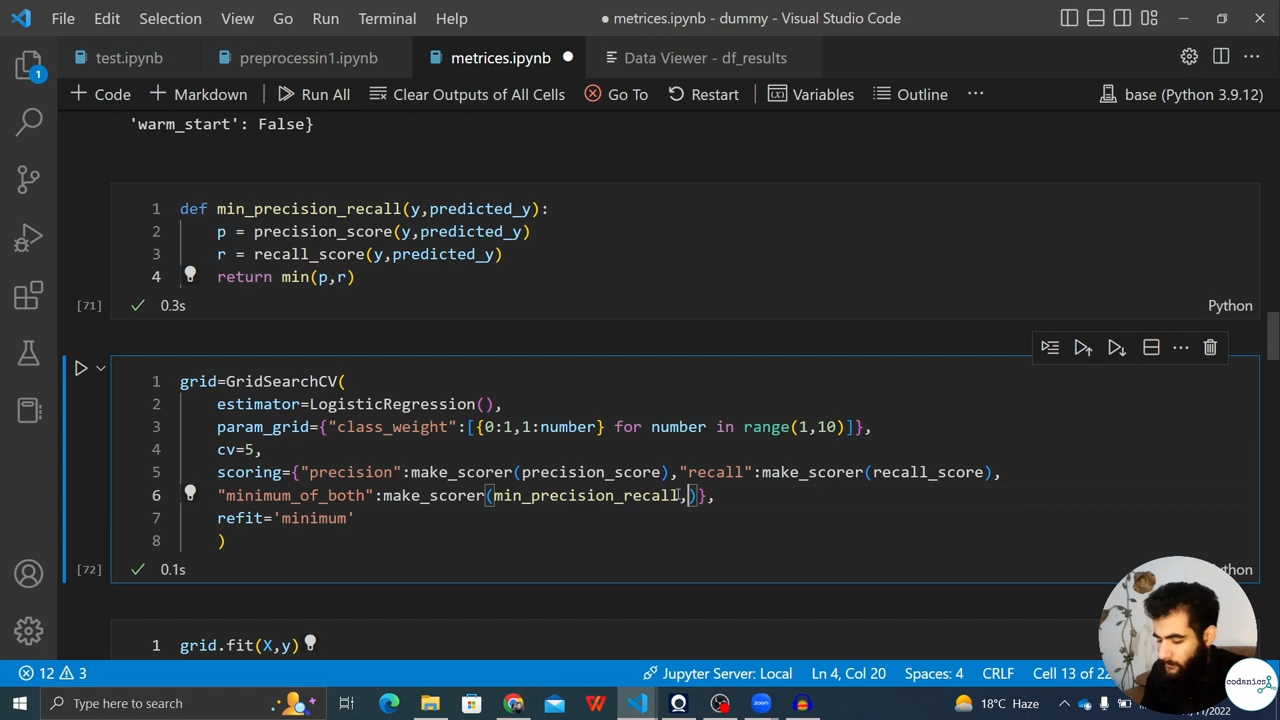 File Edit Selection View Go Run Terminal Help
● metrices.ipynb - dummy - Visual Studio Code
test.ipynb preprocessin1.ipynb metrices.ipynb Data Viewer - df_results
1
+ Code + Markdown Run All Clear Outputs of All Cells Go To Restart Variables Outline ··· base (Python 3.9.12)
'warm_start': False}
1 def min_precision_recall(y,predicted_y):
2 p = precision_score(y,predicted_y)
3 r = recall_score(y,predicted_y)
4 return min(p,r)
[71] 0.3s Python
1 grid=GridSearchCV(
2 estimator=LogisticRegression(),
3 param_grid={"class_weight":[{0:1,1:number} for number in range(1,10)]},
4 cv=5,
5 scoring={"precision":make_scorer(precision_score),"recall":make_scorer(recall_score),
6 "minimum_of_both":make_scorer(min_precision_recall,)},
7 refit='minimum'
8 )
[72] 0.1s
1 grid.fit(X,y)
12 3 Jupyter Server: Local Ln 4, Col 20 Spaces: 4 CRLF Cell 13 of 22
Type here to search 18°C Haze
codanics